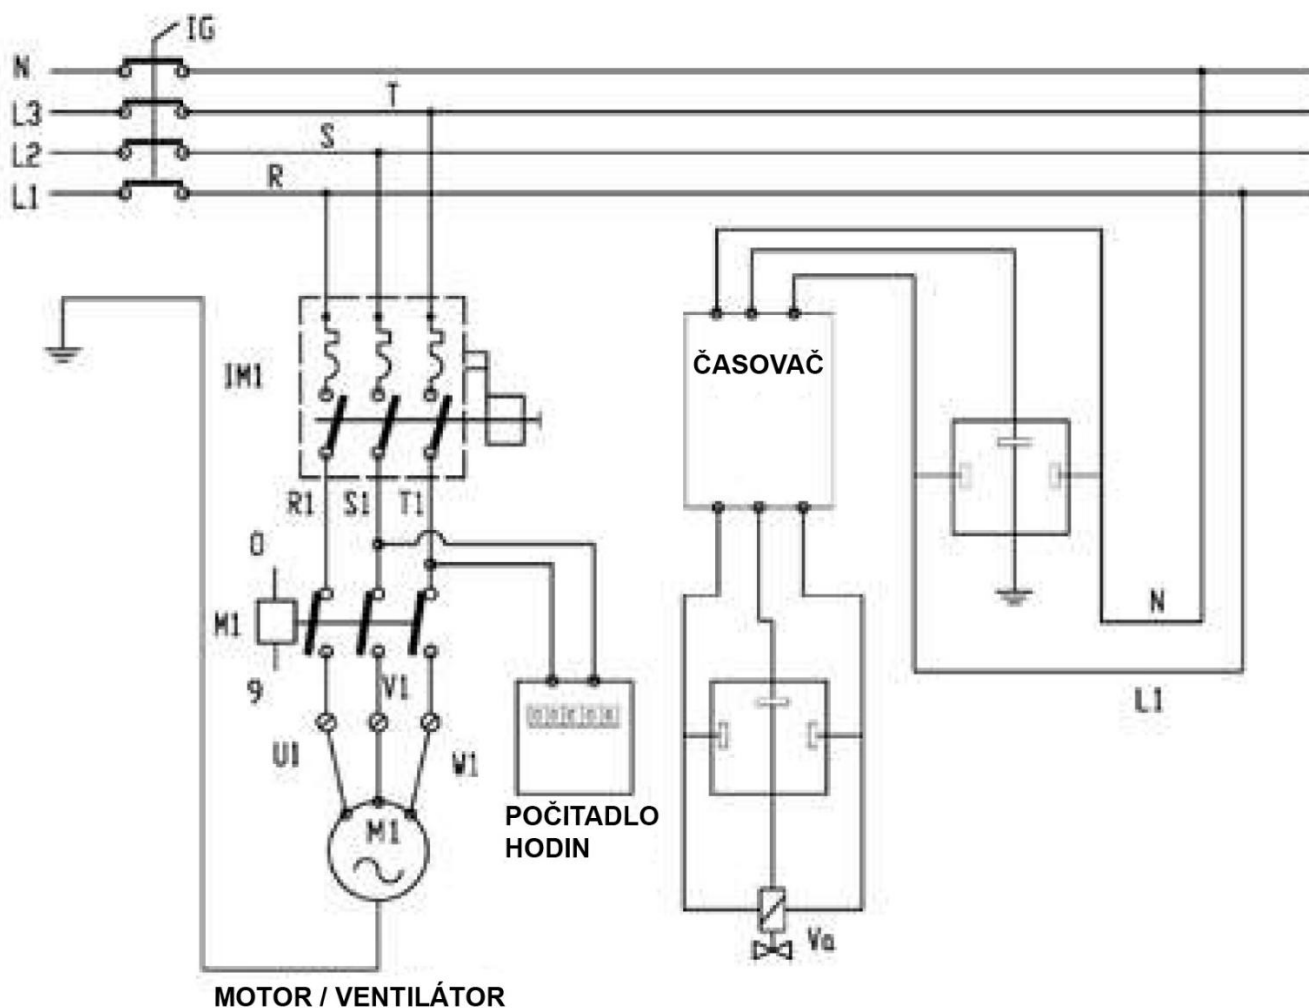 IG
N
L3
T
L2
S
L1
R
ČASOVAČ
IM1
R1 S1 T1
0
M1
9
V1
N
L1
U1
W1
POČITADLO
HODIN
M1
Va
MOTOR / VENTILÁTOR